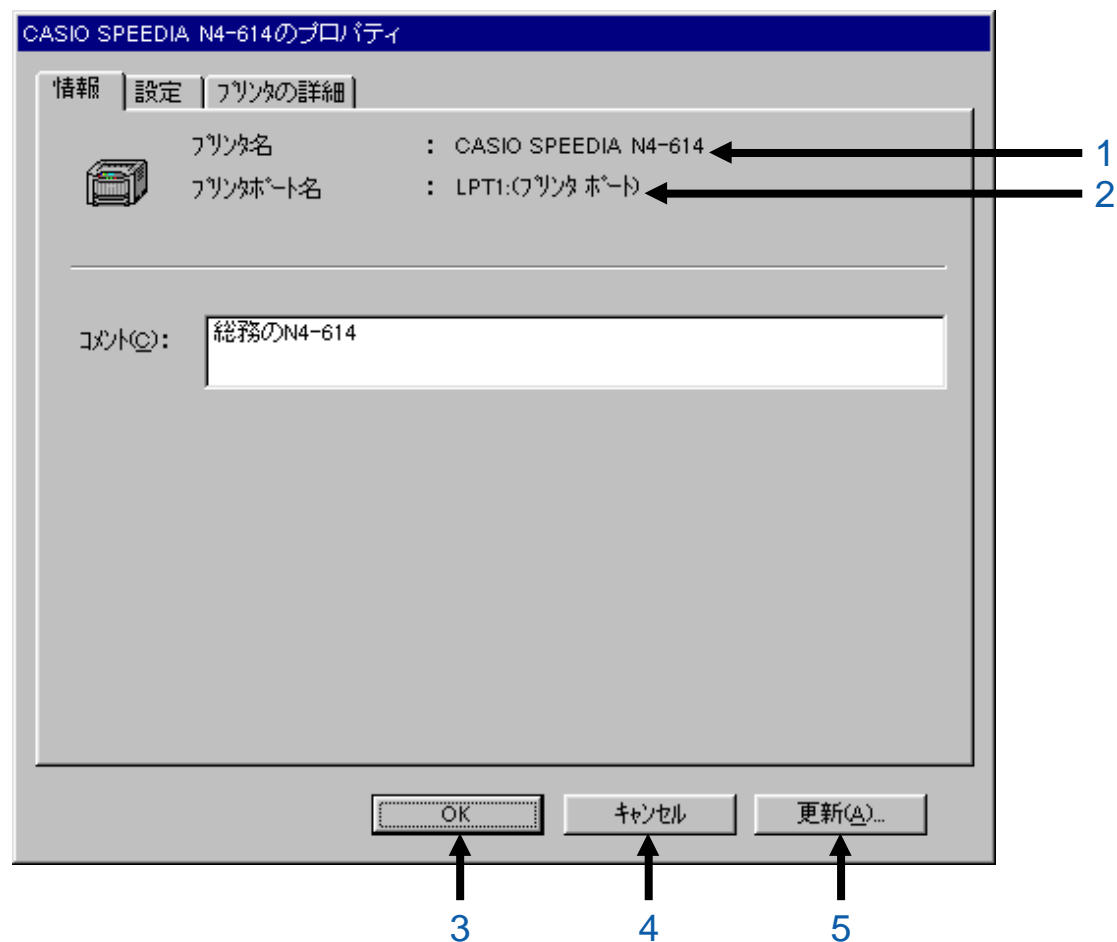 CASIO SPEEDIA N4-614のプロパティ
情報 設定 プリンタの詳細
プリンタ名 : CASIO SPEEDIA N4-614 1
プリンタポート名 : LPT1:(プリンタ ポート) 2
コメント(C): 総務のN4-614
OK キャンセル 更新(A)...
3 4 5